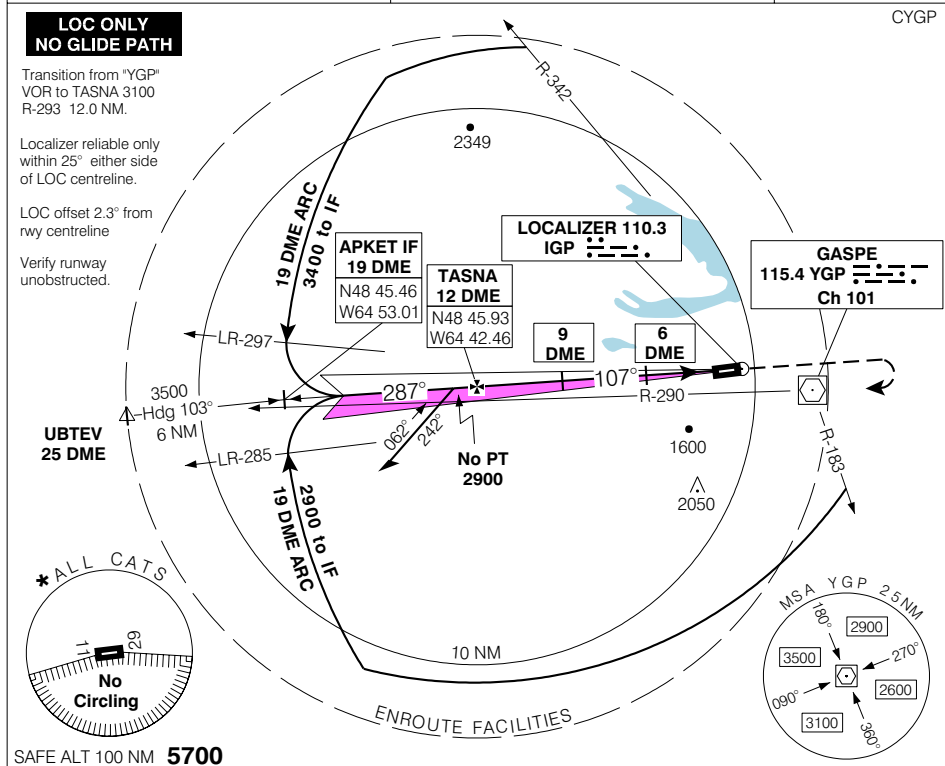 CYGP
LOC ONLY
NO GLIDE PATH
Transition from "YGP"
VOR to TASNA 3100
R-293 12.0 NM.
Localizer reliable only
within 25° either side
of LOC centreline.
LOC offset 2.3° from
rwy centreline
Verify runway
unobstructed.
R-342
2349
19 DME ARC
3400 to IF
LOCALIZER 110.3
IGP
GASPE
115.4 YGP
Ch 101
APKET IF
19 DME
N48 45.46
W64 53.01
TASNA
12 DME
N48 45.93
W64 42.46
9
DME
6
DME
LR-297
287°
107°
R-290
3500
Hdg 103°
6 NM
UBTEV
25 DME
062°
242°
No PT
2900
1600
2050
R-183
LR-285
2900 to IF
19 DME ARC
10 NM
ENROUTE FACILITIES
*ALL CATS
11
29
No
Circling
MSA YGP 25NM
180°
2900
270°
3500
2600
090°
3100
360°
SAFE ALT 100 NM 5700